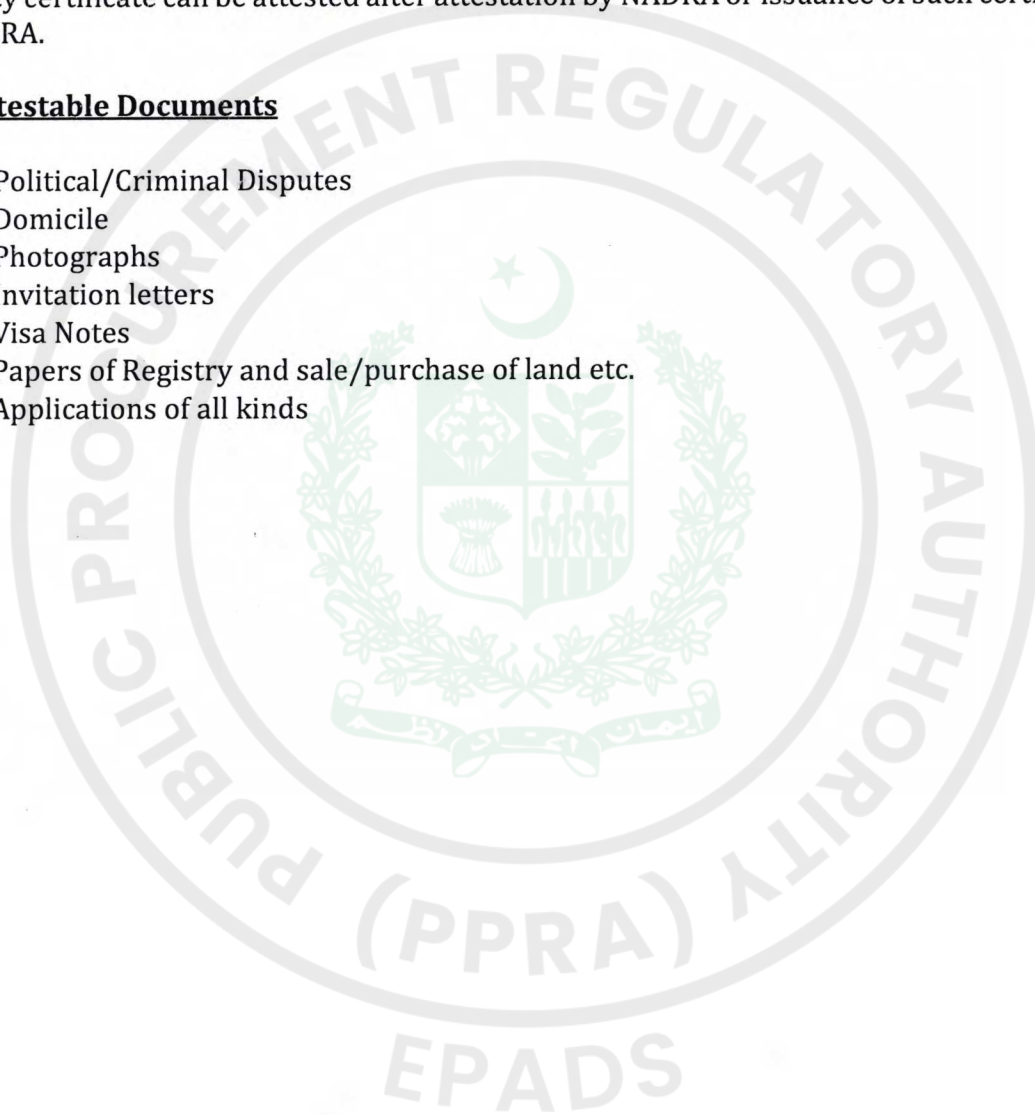 y certificate can be attested after attestation by NADRA or issuance of such cert
RA.
testable Documents
Political/Criminal Disputes
Domicile
Photographs
Invitation letters
Visa Notes
Papers of Registry and sale/purchase of land etc.
Applications of all kinds
PUBLIC PROCUREMENT REGULATORY AUTHORITY
(PPRA)
EPADS